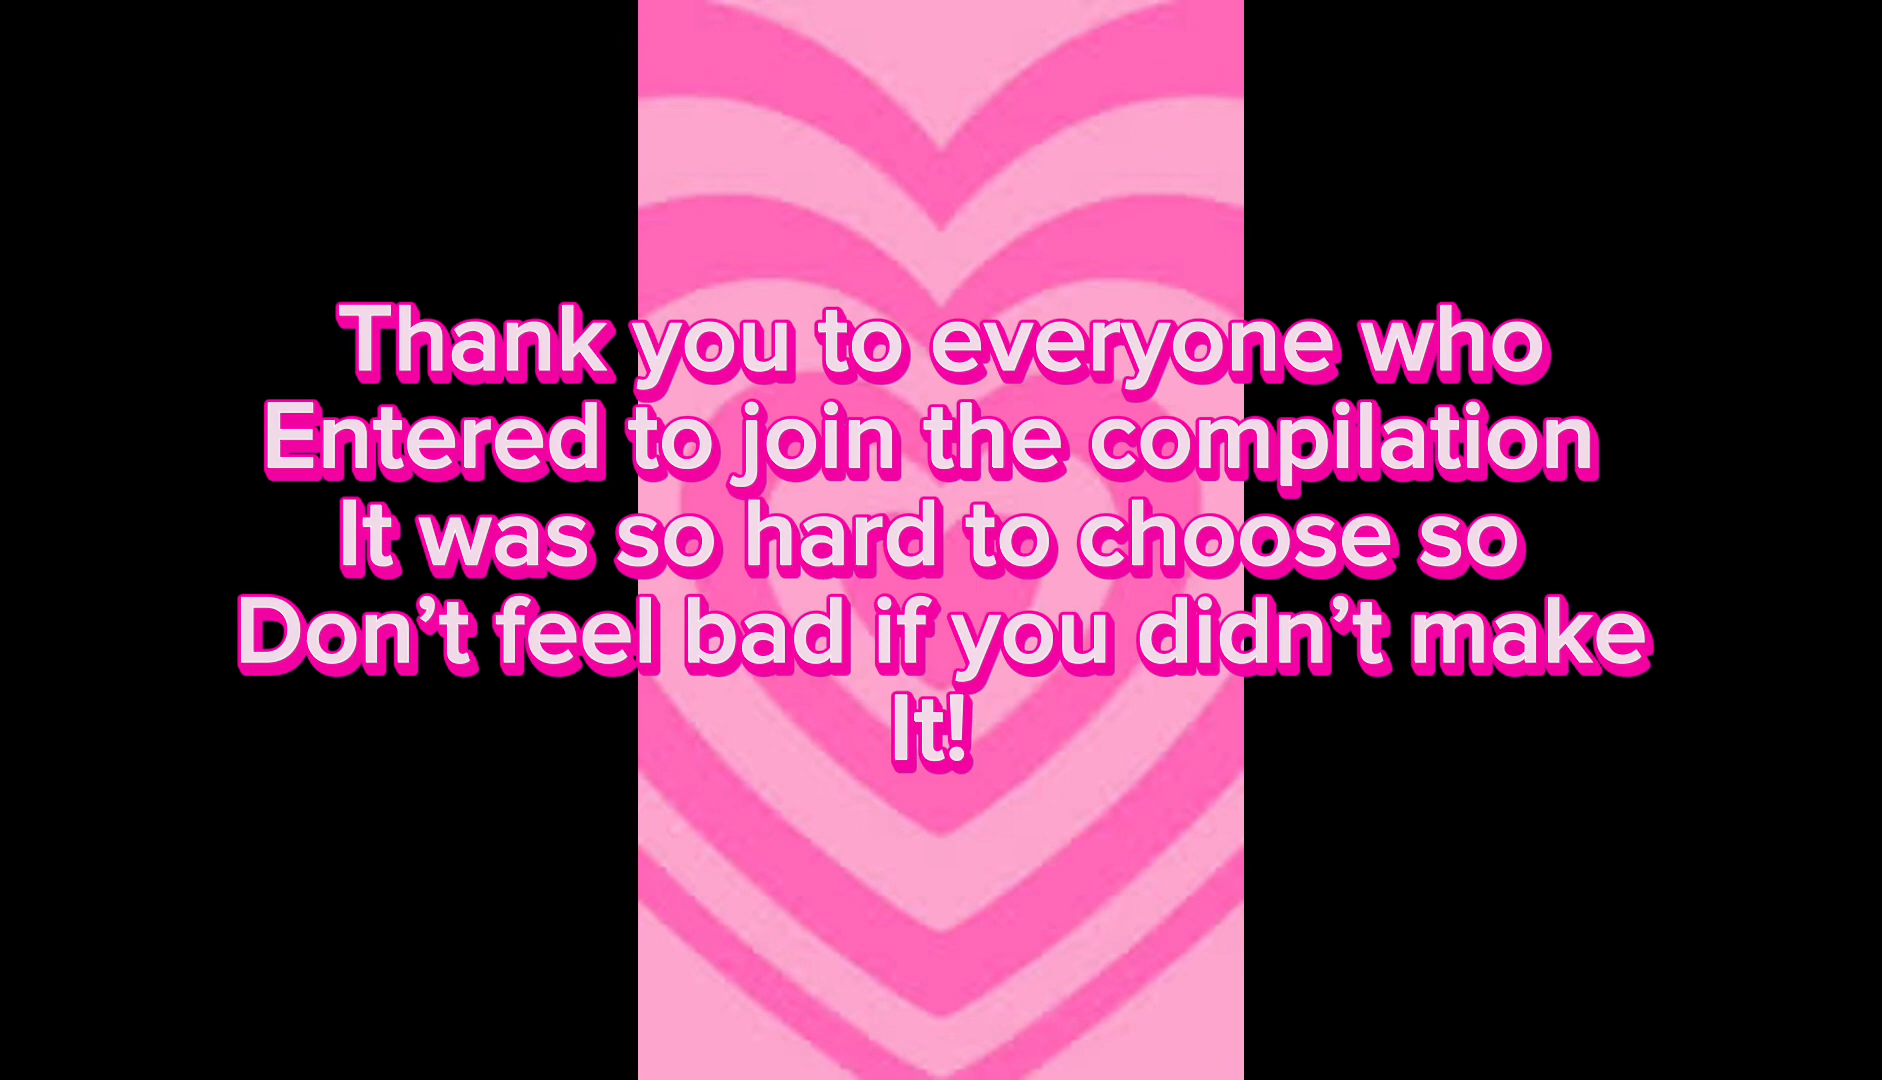 Thank you to everyone who
Entered to join the compilation
It was so hard to choose so
Don’t feel bad if you didn’t make
It!